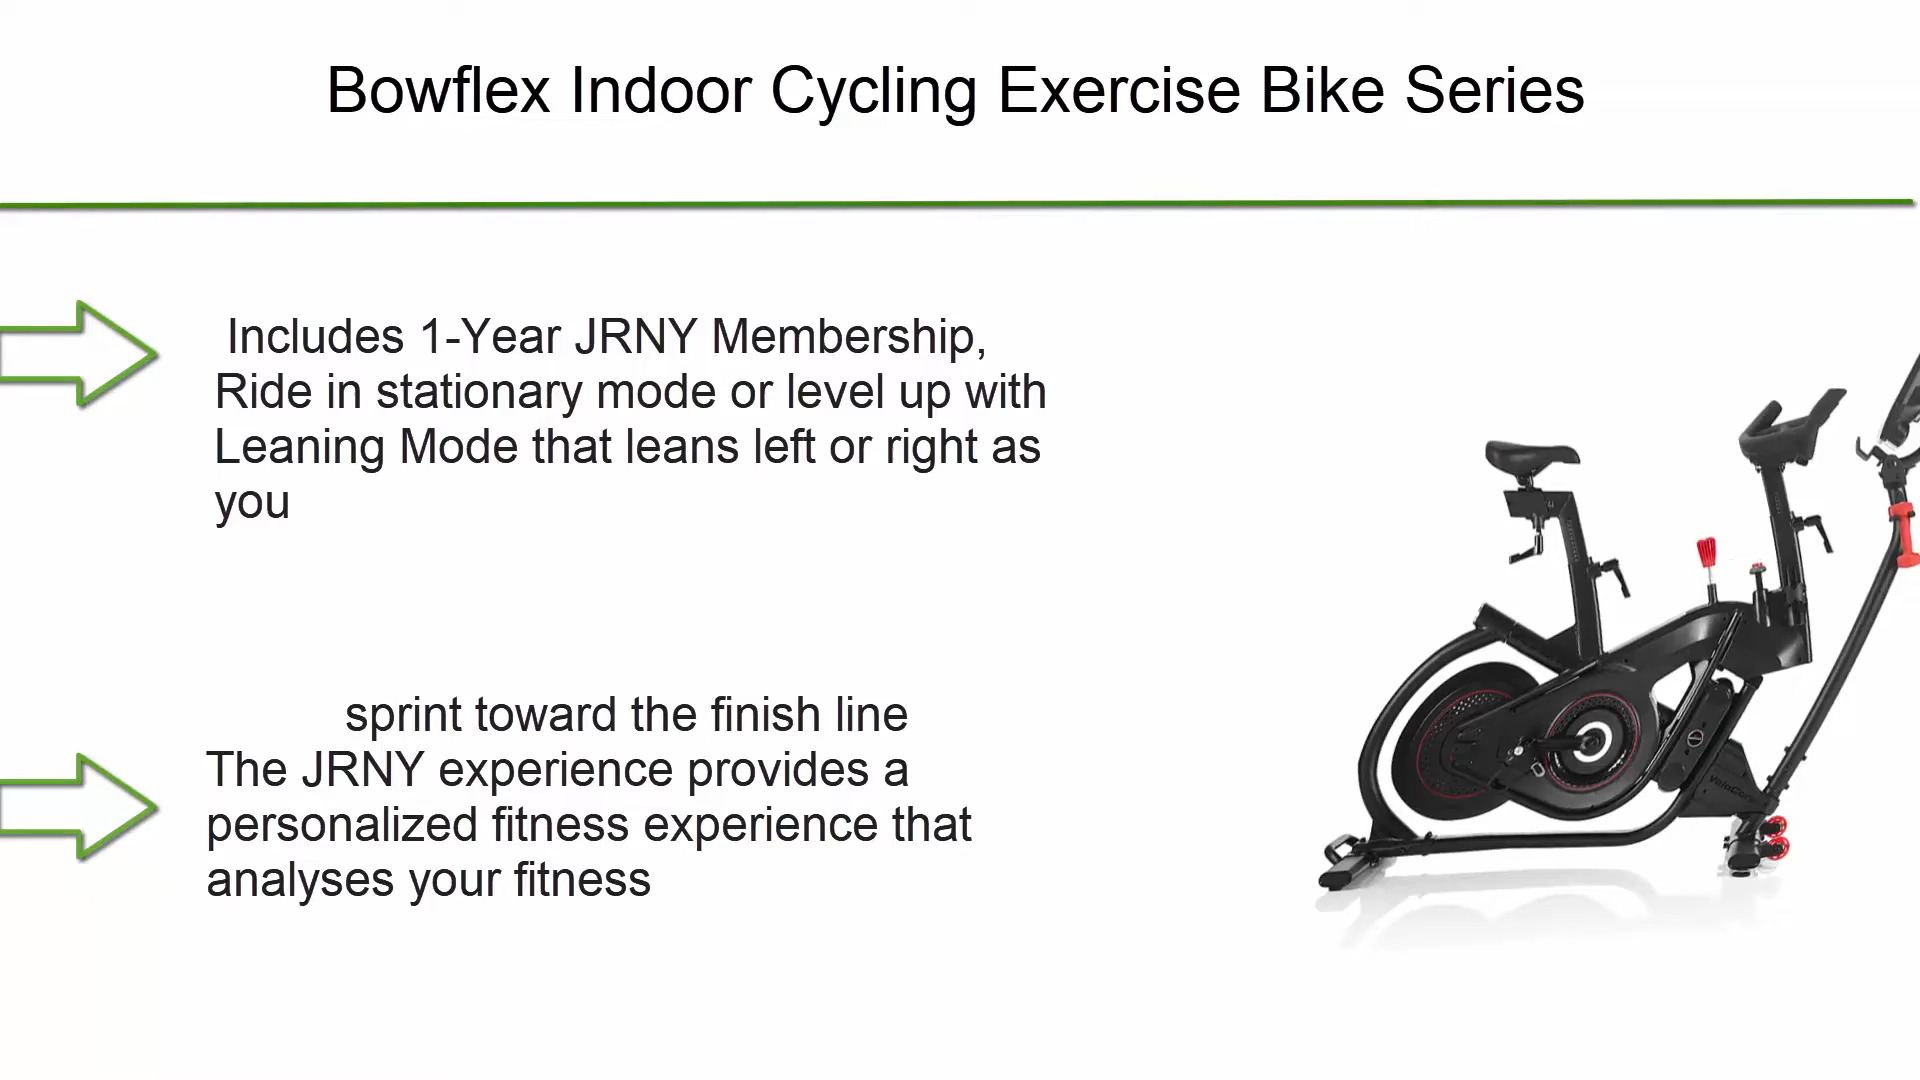 Bowflex Indoor Cycling Exercise Bike Series
Includes 1-Year JRNY Membership,
Ride in stationary mode or level up with
Leaning Mode that leans left or right as
you
sprint toward the finish line
The JRNY experience provides a
personalized fitness experience that
analyses your fitness
VeloCore